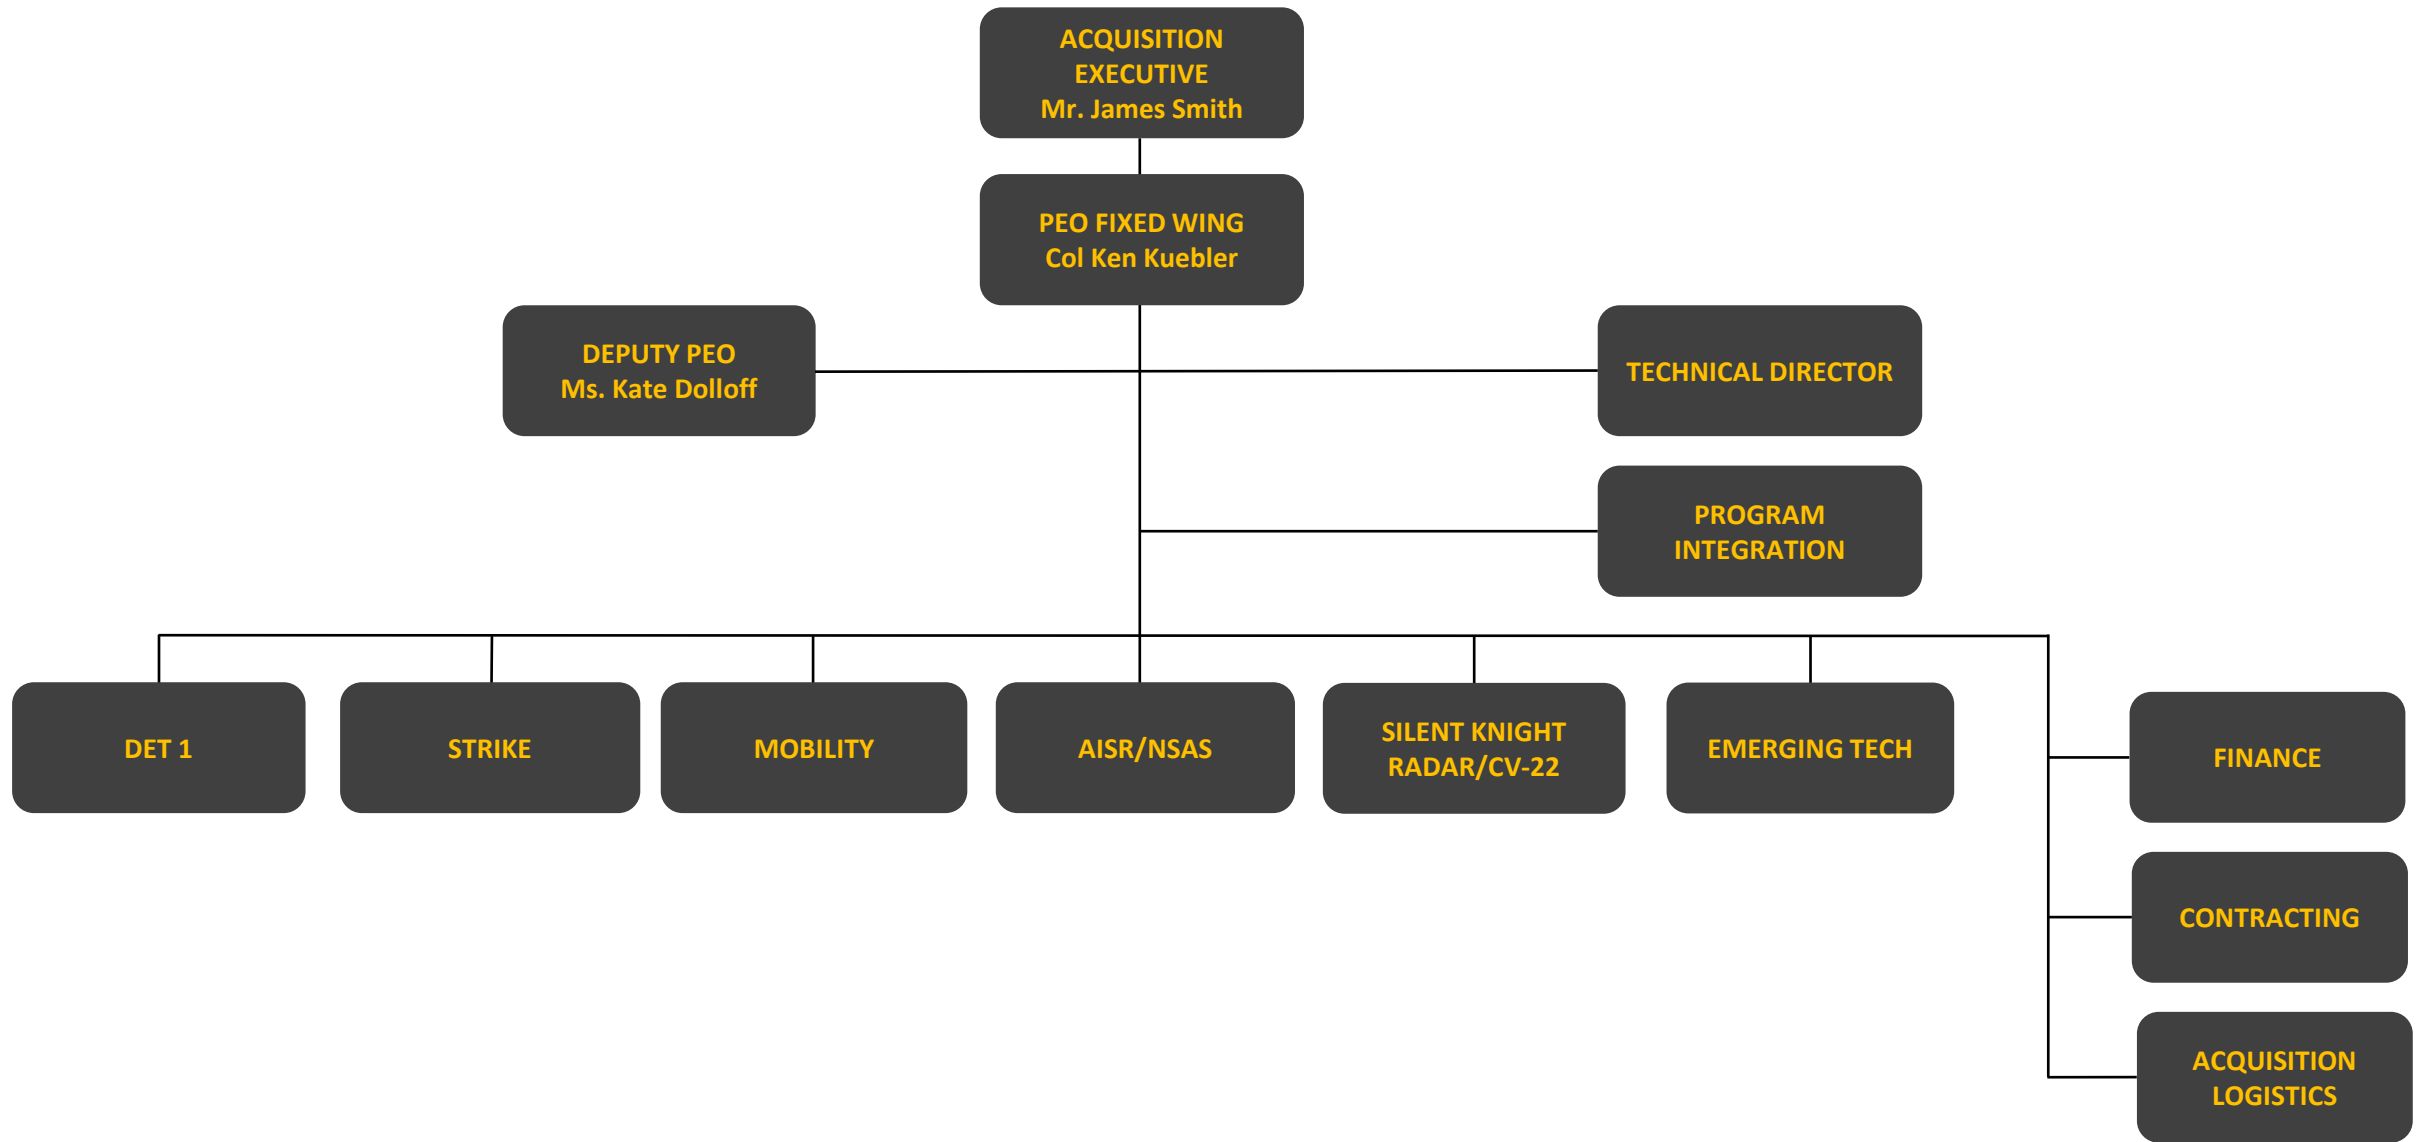 ACQUISITION
EXECUTIVE
Mr. James Smith
PEO FIXED WING
Col Ken Kuebler
DEPUTY PEO
Ms. Kate Dolloff
TECHNICAL DIRECTOR
PROGRAM
INTEGRATION
DET 1
STRIKE
MOBILITY
AISR/NSAS
SILENT KNIGHT
RADAR/CV-22
EMERGING TECH
FINANCE
CONTRACTING
ACQUISITION
LOGISTICS